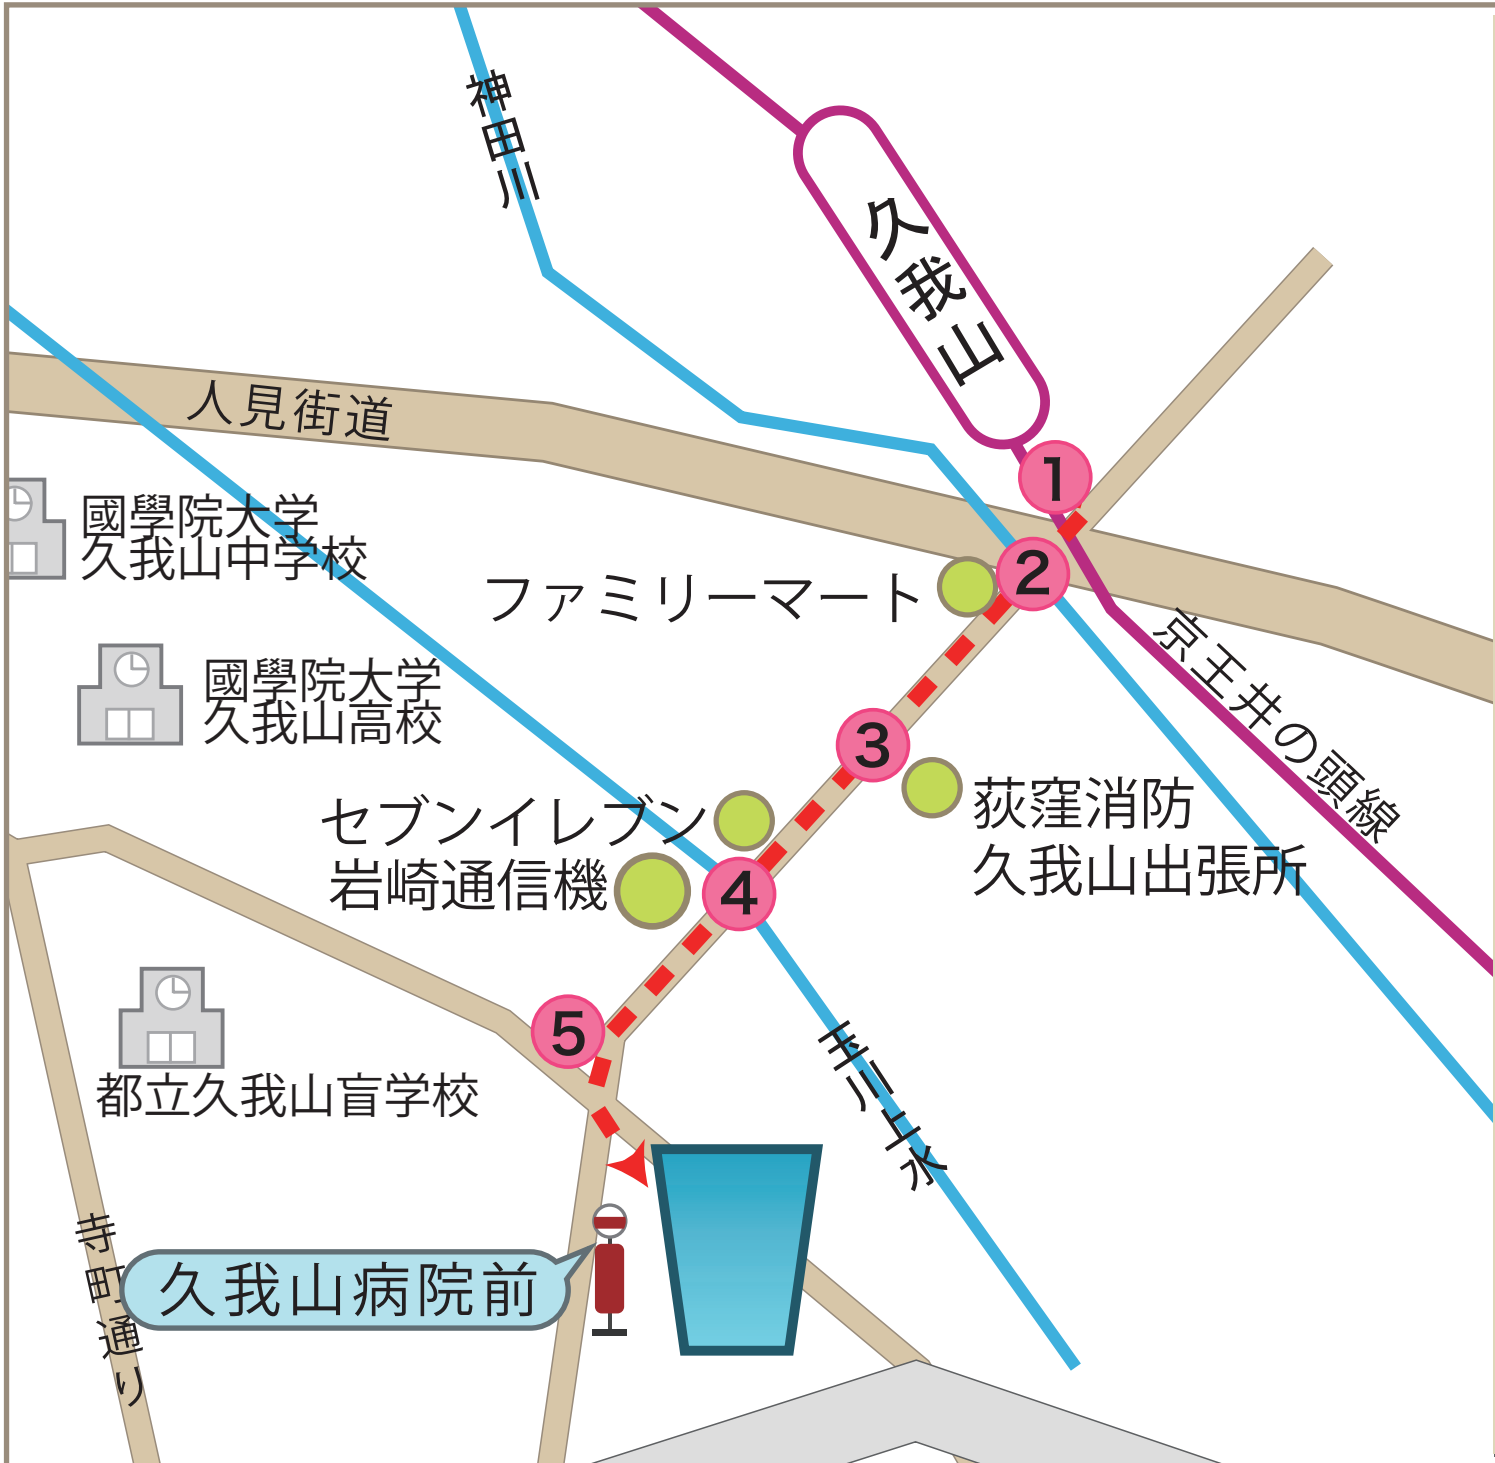 神田川
久我山
人見街道
1
國學院大学
久我山中学校
2
ファミリーマート
京王井の頭線
國學院大学
久我山高校
3
荻窪消防
久我山出張所
セブンイレブン
岩崎通信機
4
5
都立久我山盲学校
玉川上水
寺町通り
久我山病院前